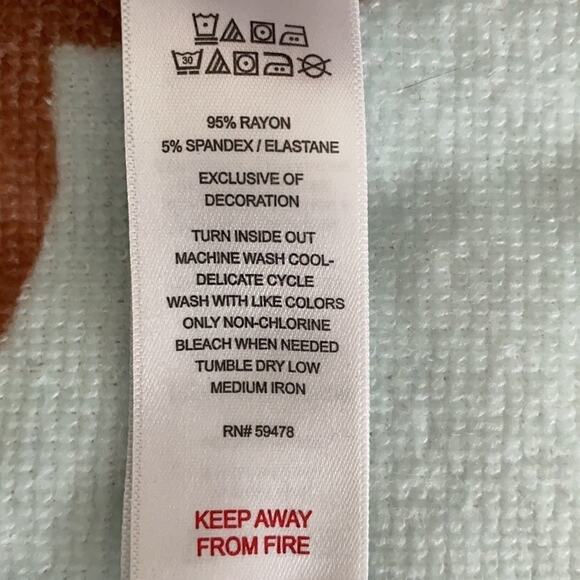 30
95% RAYON
5% SPANDEX / ELASTANE
EXCLUSIVE OF
DECORATION
TURN INSIDE OUT
MACHINE WASH COOL-
DELICATE CYCLE
WASH WITH LIKE COLORS
ONLY NON-CHLORINE
BLEACH WHEN NEEDED
TUMBLE DRY LOW
MEDIUM IRON
RN# 59478
KEEP AWAY
FROM FIRE